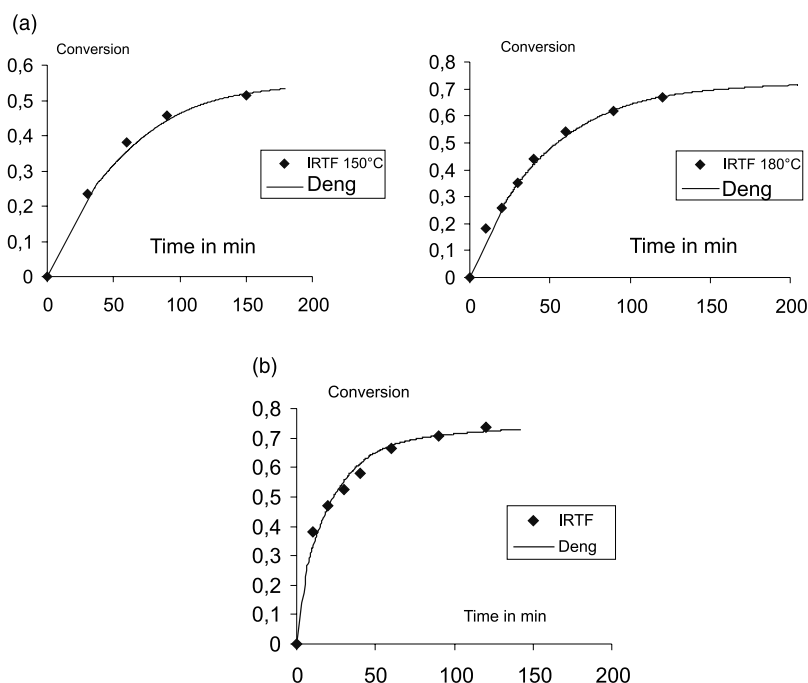 (a)
Conversion
0,6
0,5
0,4
0,3
0,2
0,1
0
0 50 100 150 200
Time in min
IRTF 150°C
Deng
Conversion
0,8
0,7
0,6
0,5
0,4
0,3
0,2
0,1
0
0 50 100 150 200
Time in min
IRTF 180°C
Deng
(b)
Conversion
0,8
0,7
0,6
0,5
0,4
0,3
0,2
0,1
0
0 50 100 150 200
Time in min
IRTF
Deng